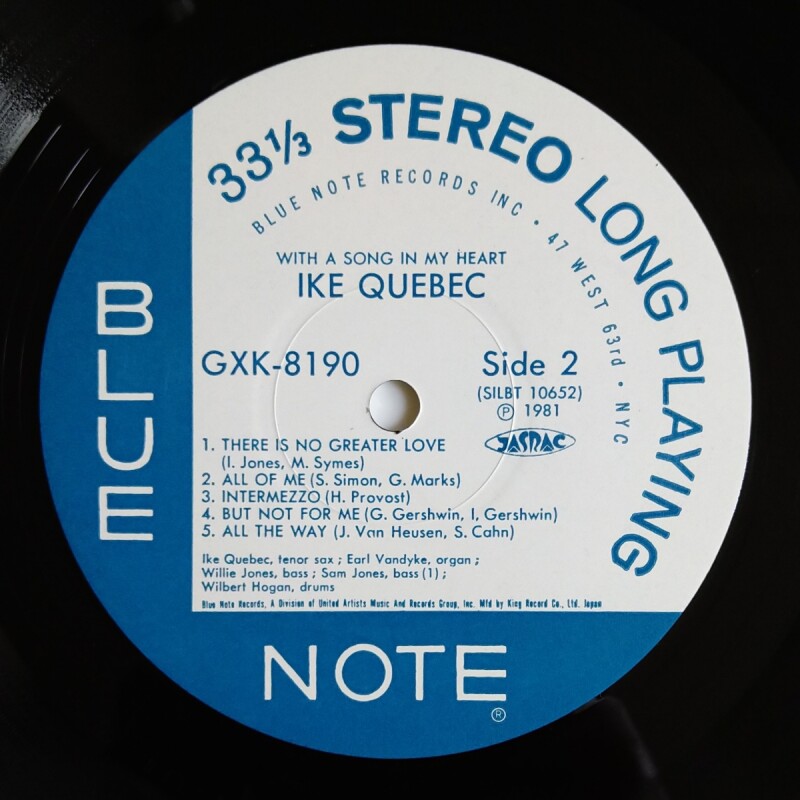 33⅓ STEREO LONG PLAYING
BLUE NOTE RECORDS INC • 47 WEST 63rd • NYC
WITH A SONG IN MY HEART
IKE QUEBEC
GXK-8190
Side 2
(SILBT 10652)
Ⓟ 1981
JASRAC
1. THERE IS NO GREATER LOVE
(I. Jones, M. Symes)
2. ALL OF ME (S. Simon, G. Marks)
3. INTERMEZZO (H. Provost)
4. BUT NOT FOR ME (G. Gershwin, I, Gershwin)
5. ALL THE WAY (J. Van Heusen, S. Cahn)
Ike Quebec, tenor sax ; Earl Vandyke, organ ;
Willie Jones, bass ; Sam Jones, bass (1) ;
Wilbert Hogan, drums
Blue Note Records, A Division of United Artists Music And Records Group, Inc. Mfd by King Record Co., Ltd. Japan
BLUE
NOTE
®